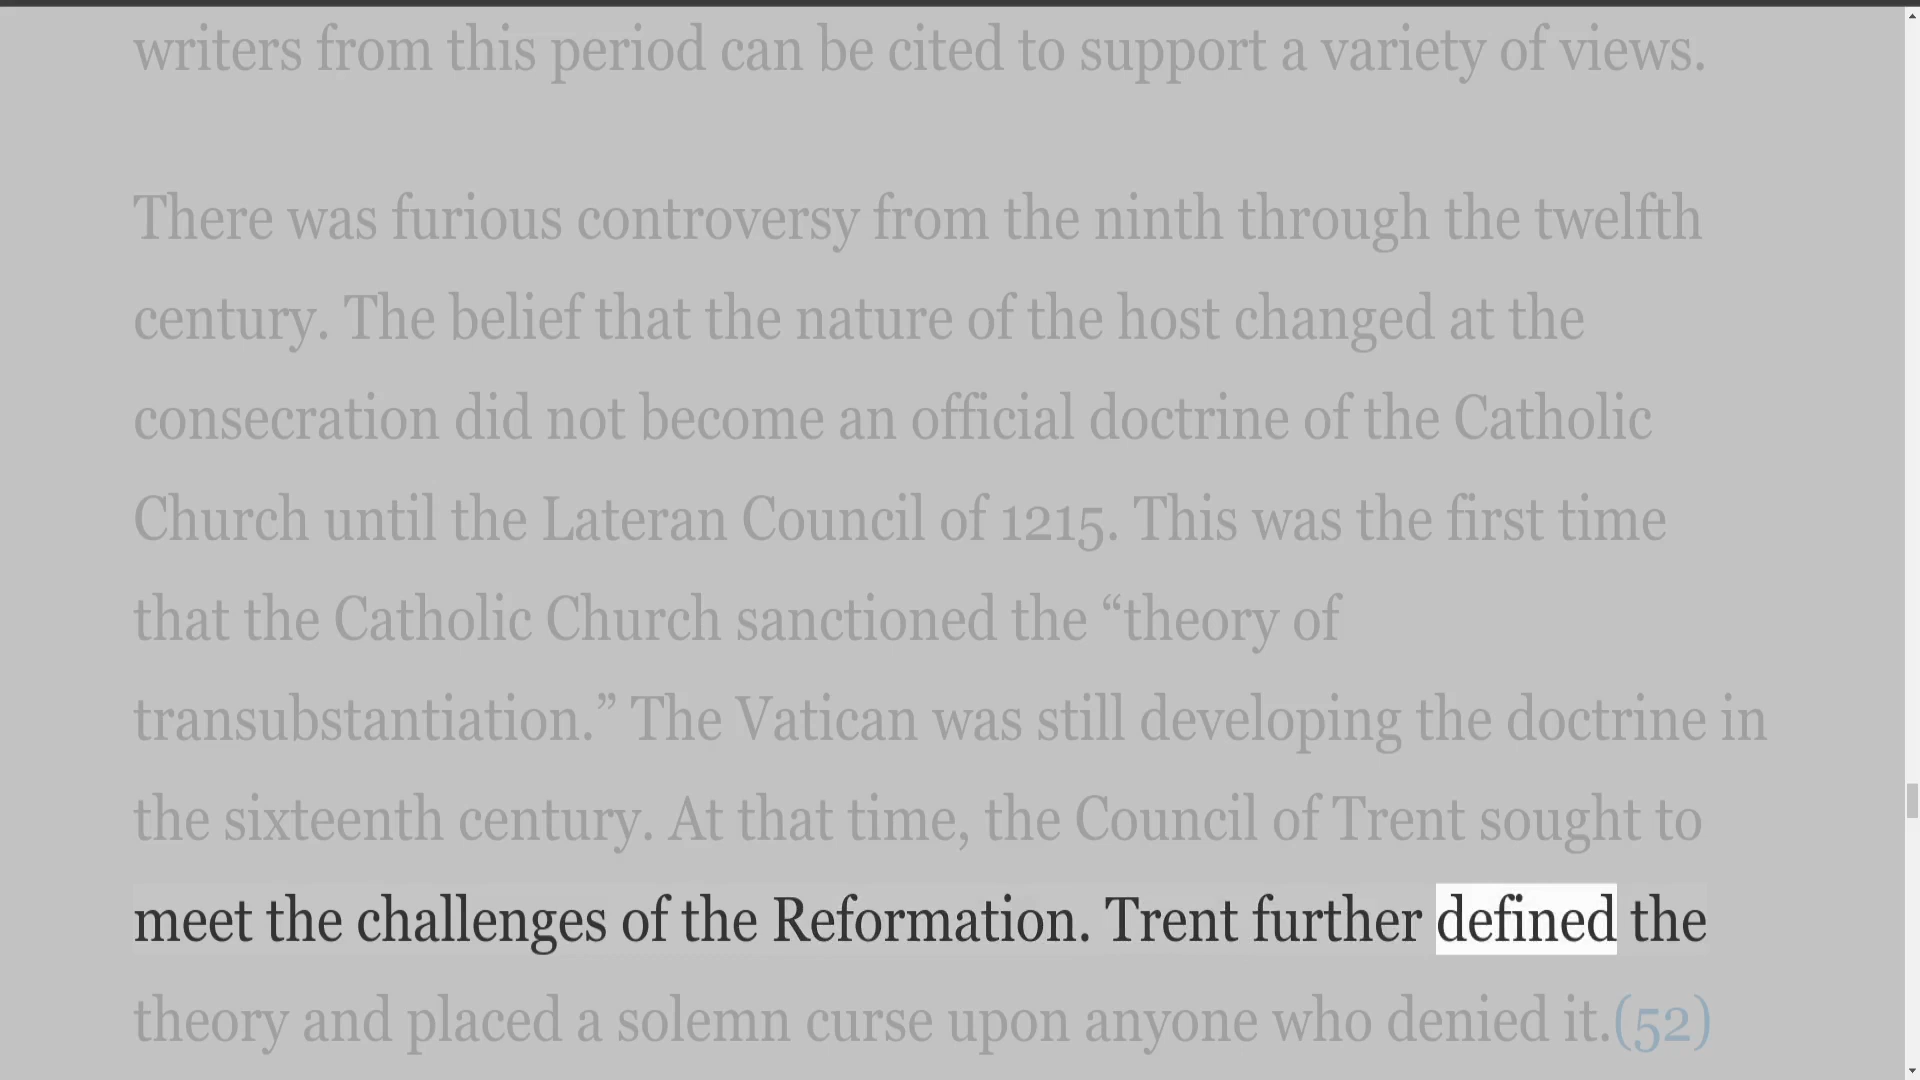 writers from this period can be cited to support a variety of views.
There was furious controversy from the ninth through the twelfth
century. The belief that the nature of the host changed at the
consecration did not become an official doctrine of the Catholic
Church until the Lateran Council of 1215. This was the first time
that the Catholic Church sanctioned the “theory of
transubstantiation.” The Vatican was still developing the doctrine in
the sixteenth century. At that time, the Council of Trent sought to
meet the challenges of the Reformation. Trent further defined the
theory and placed a solemn curse upon anyone who denied it.(52)